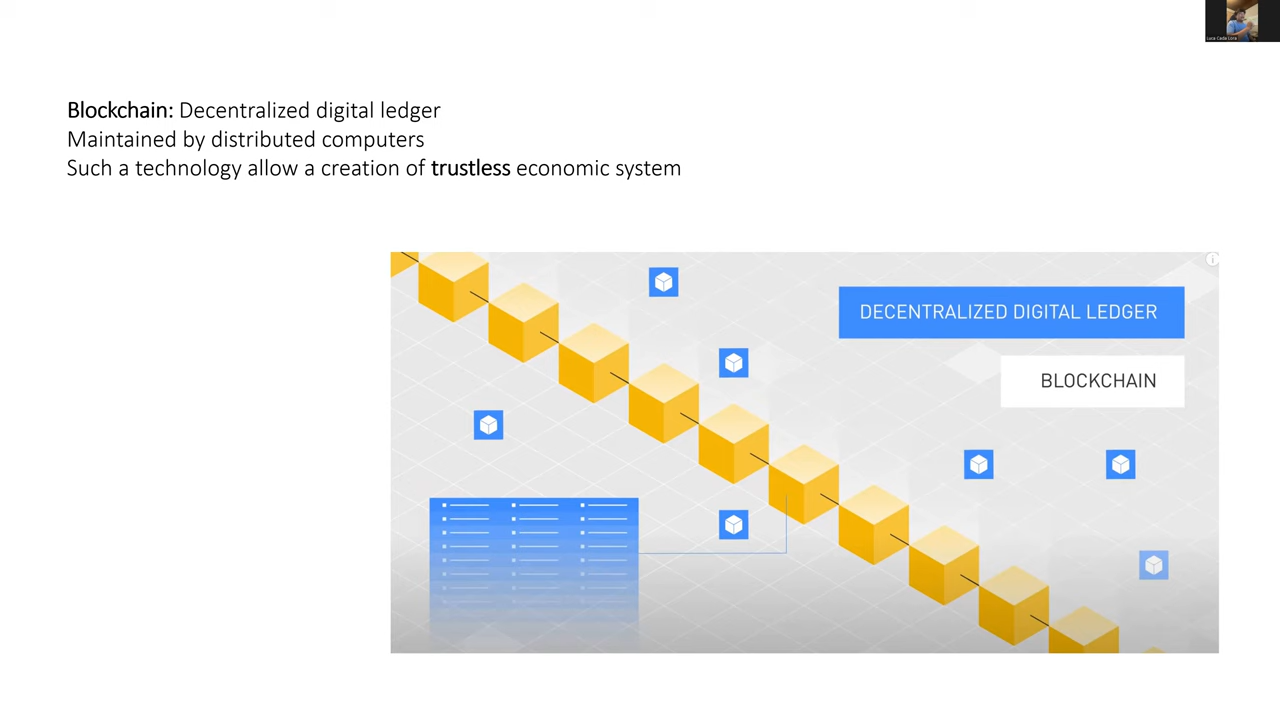 Blockchain: Decentralized digital ledger
Maintained by distributed computers
Such a technology allow a creation of trustless economic system
DECENTRALIZED DIGITAL LEDGER
BLOCKCHAIN